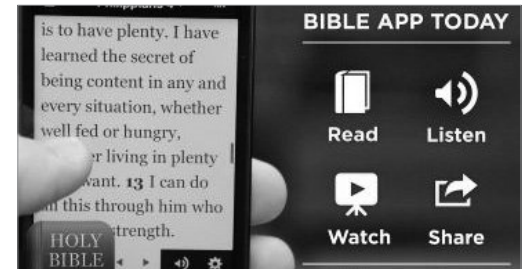 is to have plenty. I have
learned the secret of
being content in any and
every situation, whether
well fed or hungry,
living in plenty
want. 13 I can do
this through him who
strength.
HOLY
BIBLE
BIBLE APP TODAY
Read
Listen
Watch
Share